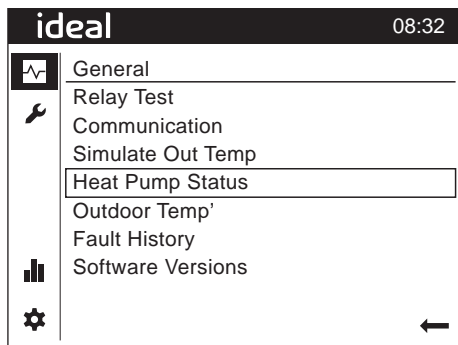 ideal 08:32
General
Relay Test
Communication
Simulate Out Temp
Heat Pump Status
Outdoor Temp'
Fault History
Software Versions